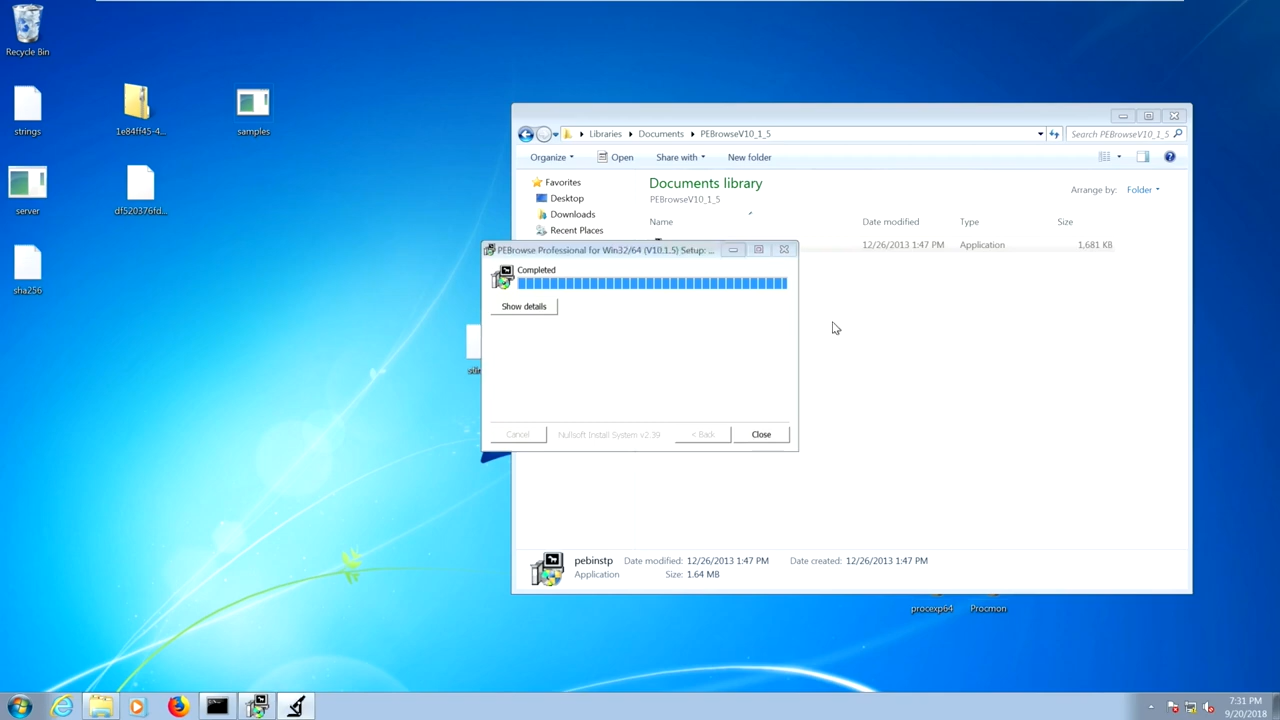 Recycle Bin
strings
1e84ff45-4...
samples
server
df520376fd...
sha256
Libraries
Documents
PEBrowseV10_1_5
Search PEBrowseV10_1_5
Organize
Open
Share with
New folder
Favorites
Desktop
Downloads
Recent Places
Documents library
PEBrowseV10_1_5
Arrange by: Folder
Name
Date modified
Type
Size
12/26/2013 1:47 PM
Application
1,681 KB
PEBrowse Professional for Win32/64 (V10.1.5) Setup: ...
Completed
Show details
Cancel
Nullsoft Install System v2.39
< Back
Close
pebinstp
Date modified: 12/26/2013 1:47 PM
Date created: 12/26/2013 1:47 PM
Application
Size: 1.64 MB
procexp64
Procmon
7:31 PM
9/20/2018